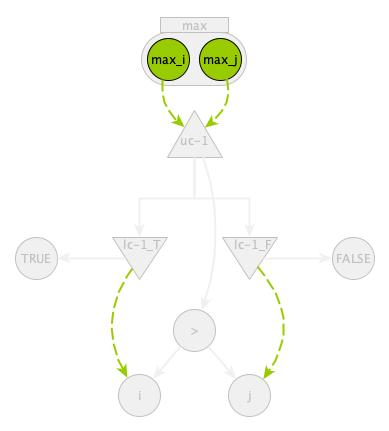 max
max_i
max_j
uc-1
lc-1_T
lc-1_F
TRUE
FALSE
>
i
j